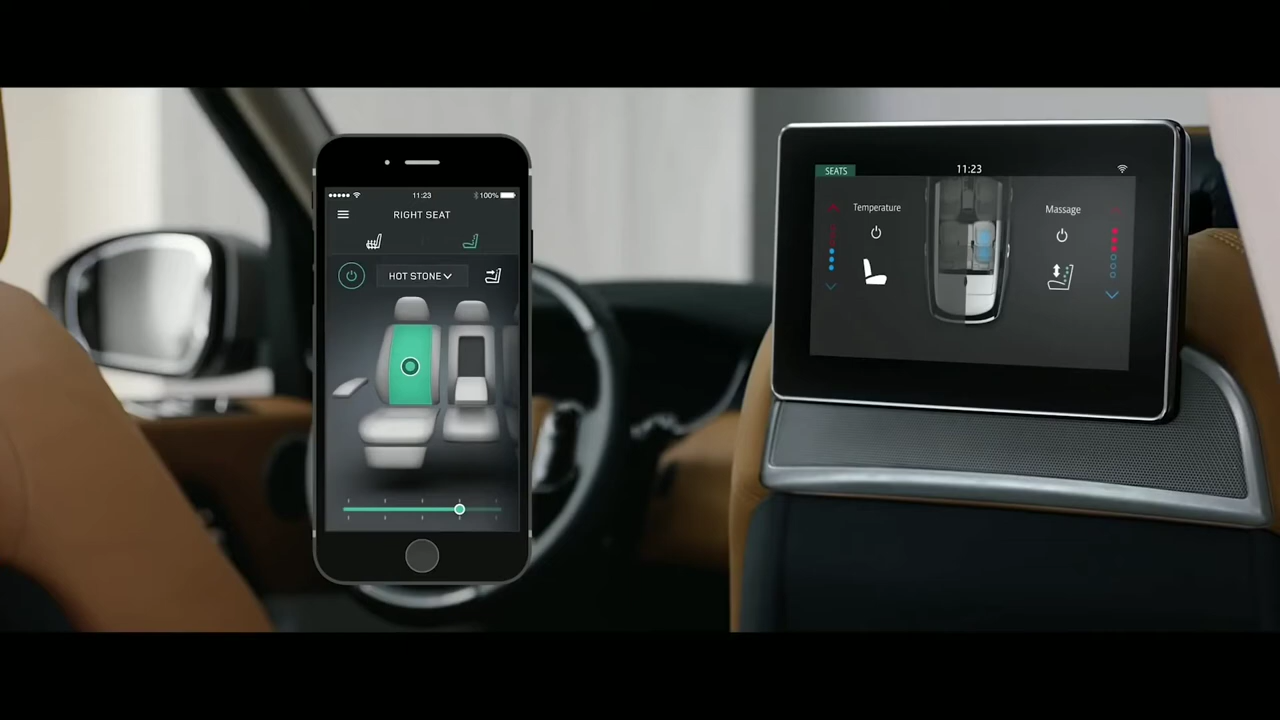 11:23
100%
RIGHT SEAT
HOT STONE
SEATS
11:23
Temperature
Massage